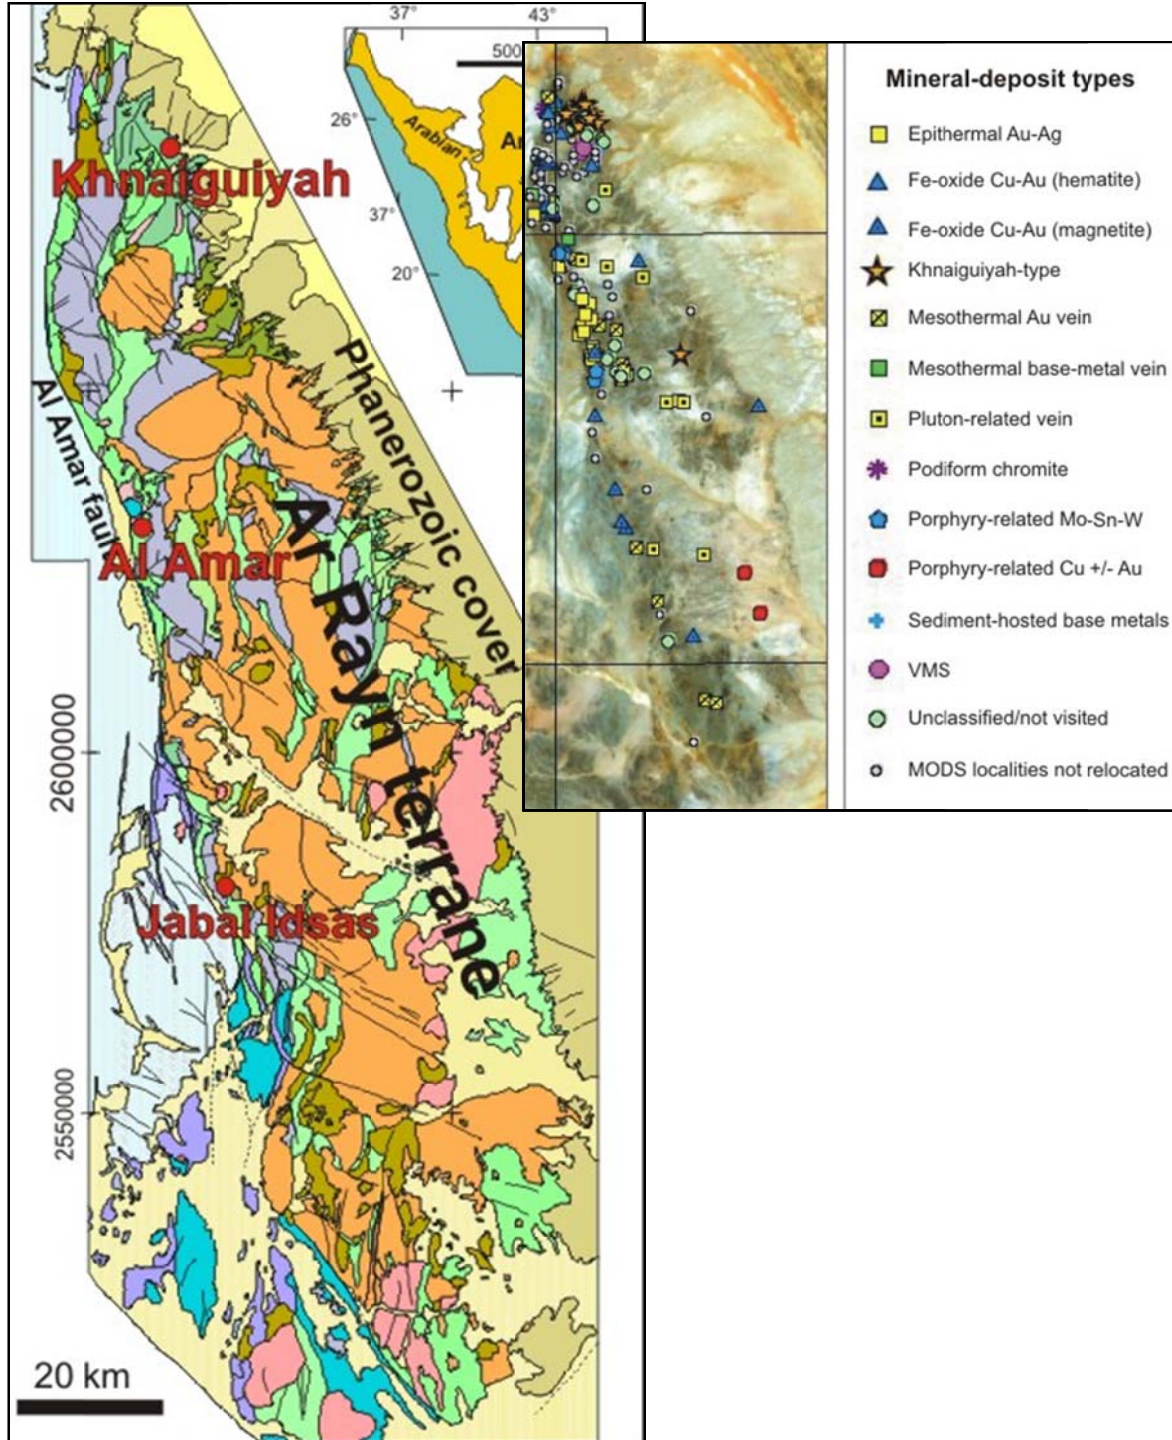 37°
43°
500
26°
Arabian
Ar
37°
20°
Khnaiguiyah
Phanerozoic cover
Al Amar fault
Ar Rayn terrane
Al Amar
2600000
Jabal Idsas
2550000
20 km
Mineral-deposit types
Epithermal Au-Ag
Fe-oxide Cu-Au (hematite)
Fe-oxide Cu-Au (magnetite)
Khnaiguiyah-type
Mesothermal Au vein
Mesothermal base-metal vein
Pluton-related vein
Podiform chromite
Porphyry-related Mo-Sn-W
Porphyry-related Cu +/- Au
Sediment-hosted base metals
VMS
Unclassified/not visited
MODS localities not relocated